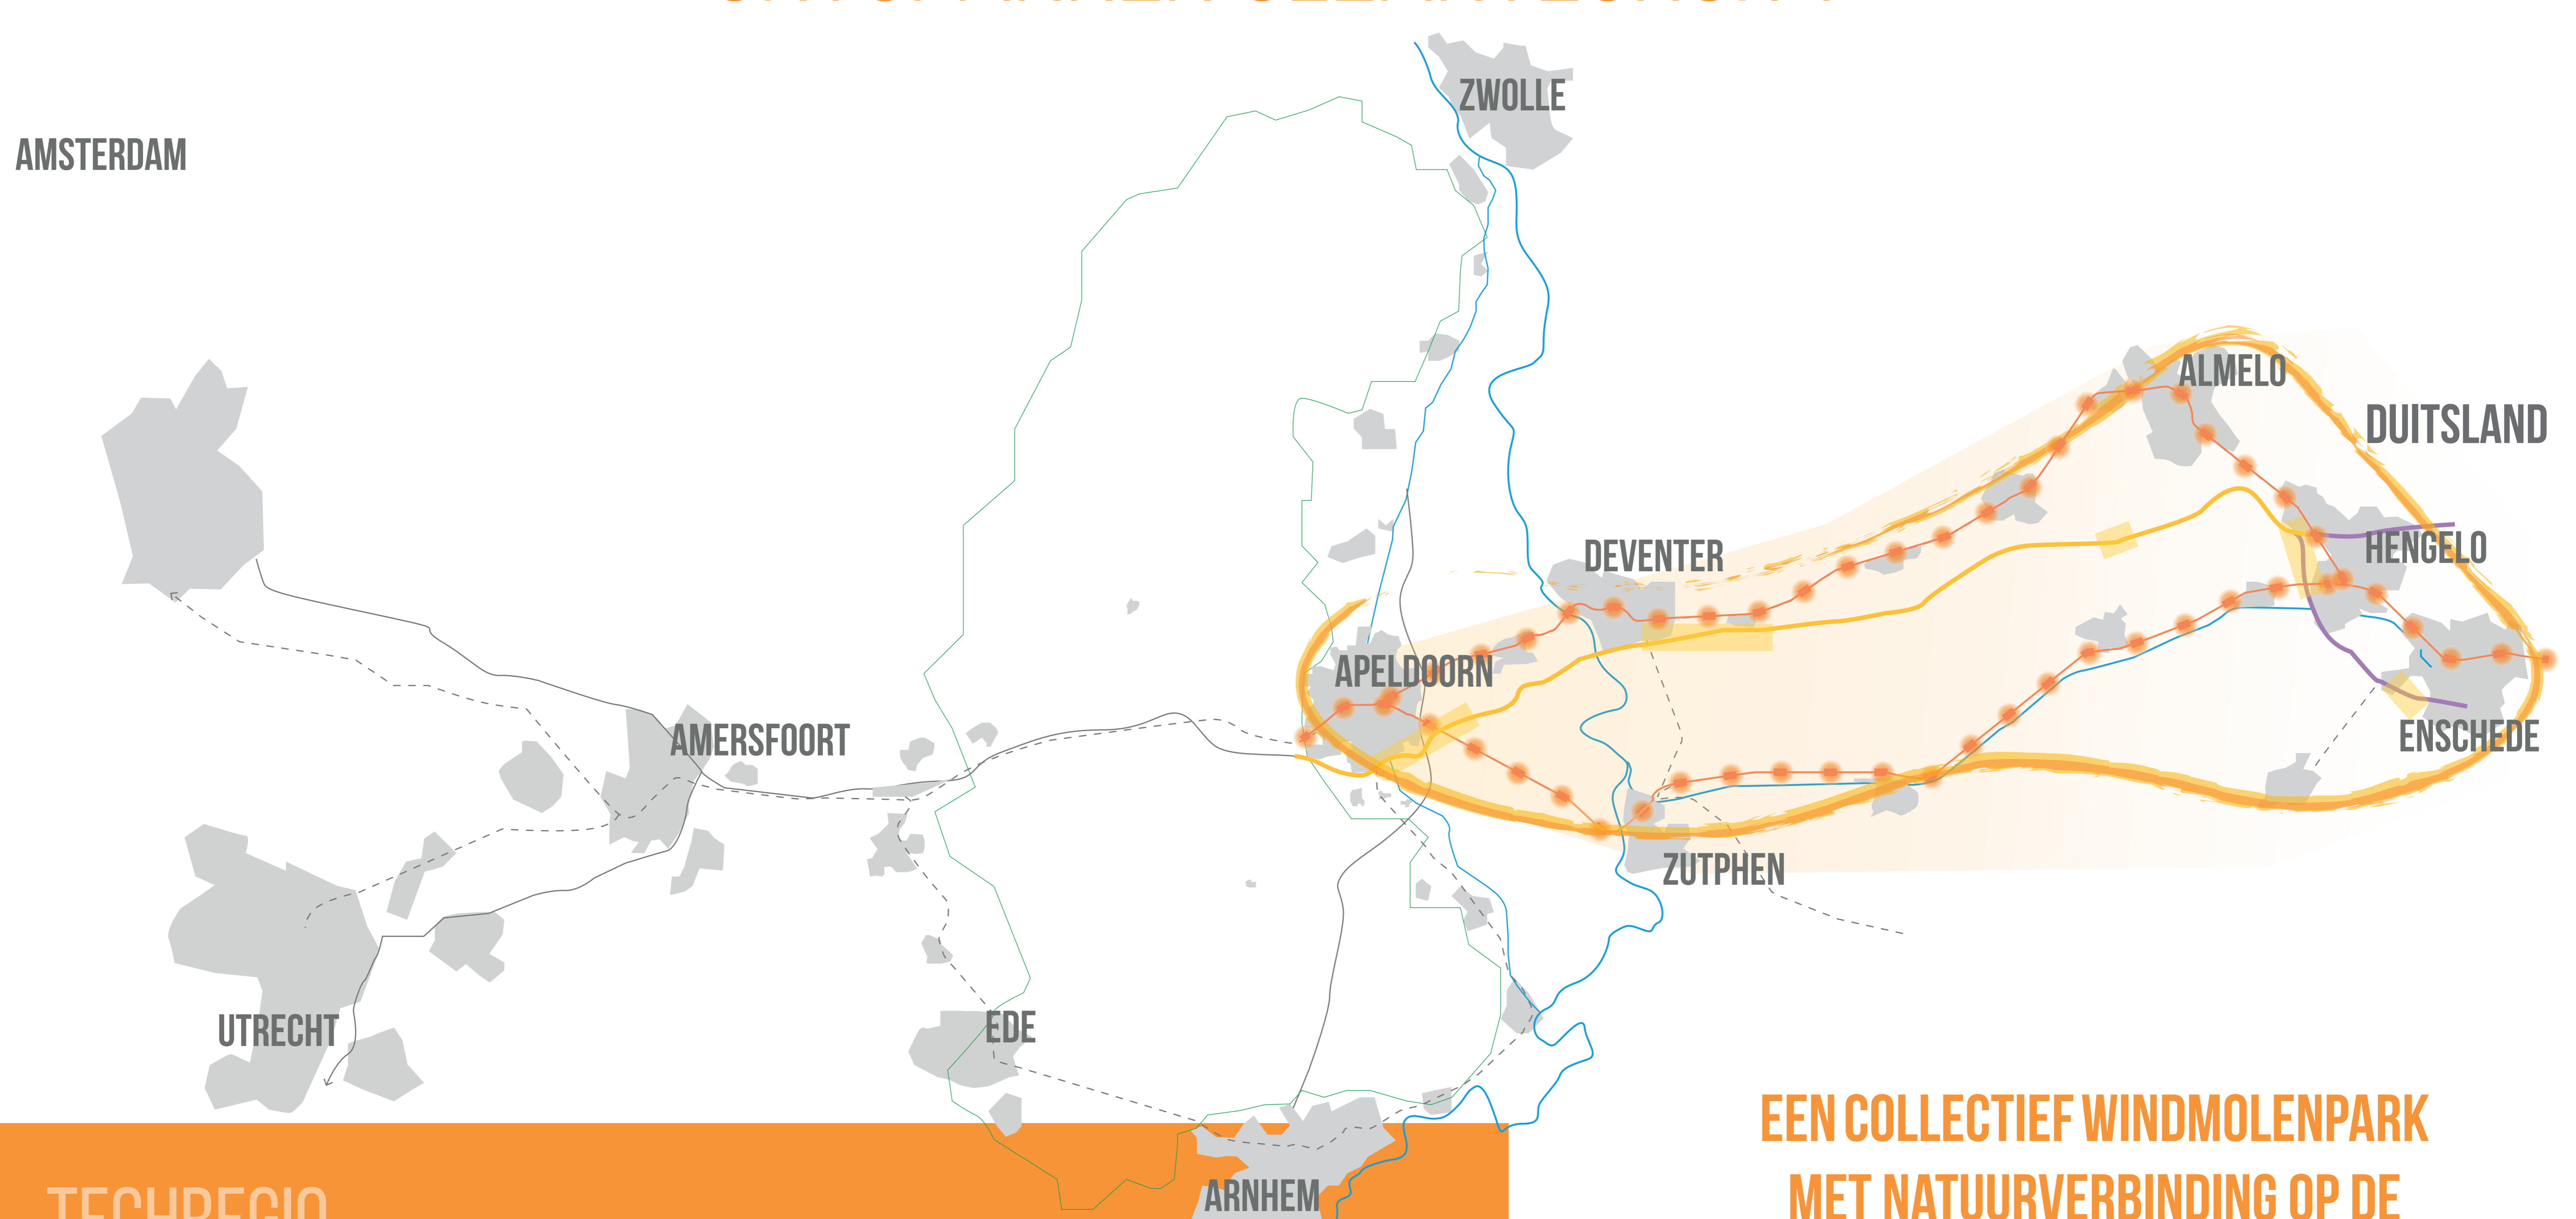 ZWOLLE
AMSTERDAM
ALMELO
DUITSLAND
DEVENTER
HENGELO
APELDOORN
AMERSFOORT
ENSCHEDE
ZUTPHEN
UTRECHT
EDE
EEN COLLECTIEF WINDMOLENPARK
MET NATUURVERBINDING OP DE
ARNHEM
TECHREGIO